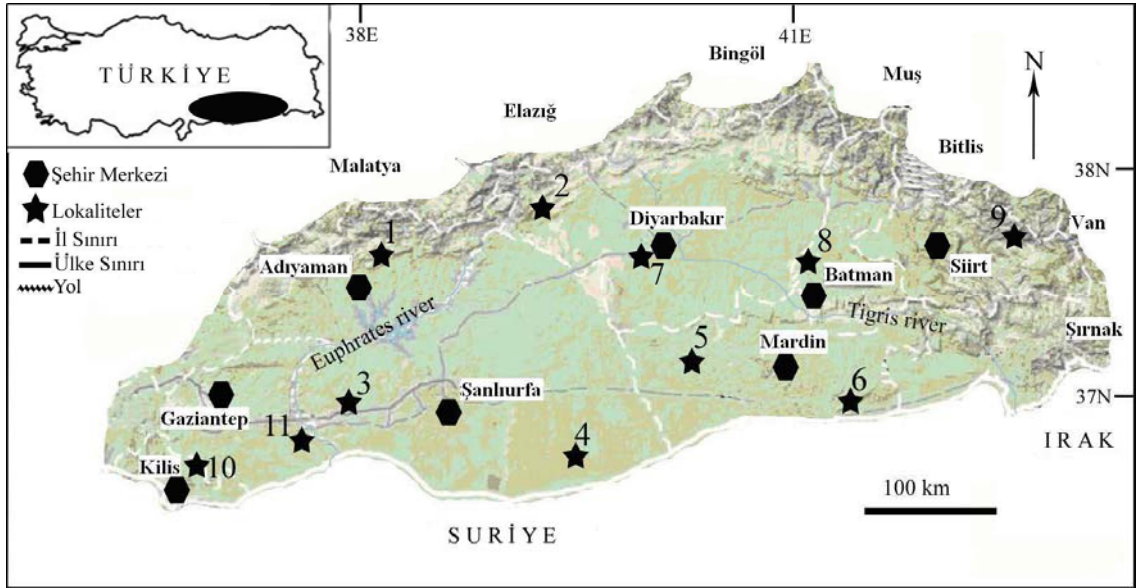 38E
41E
TÜRKİYE
Bingöl
Muş
N
Elazığ
Bitlis
Malatya
38N
Şehir Merkezi
Lokaliteler
İl Sınırı
Ülke Sınırı
Yol
2
Diyarbakır
9
Van
1
8
Siirt
Adıyaman
7
Batman
Euphrates river
Tigris river
Şırnak
5
Mardin
3
Şanlıurfa
6
37N
Gaziantep
11
4
IRAK
Kilis
10
100 km
SURİYE